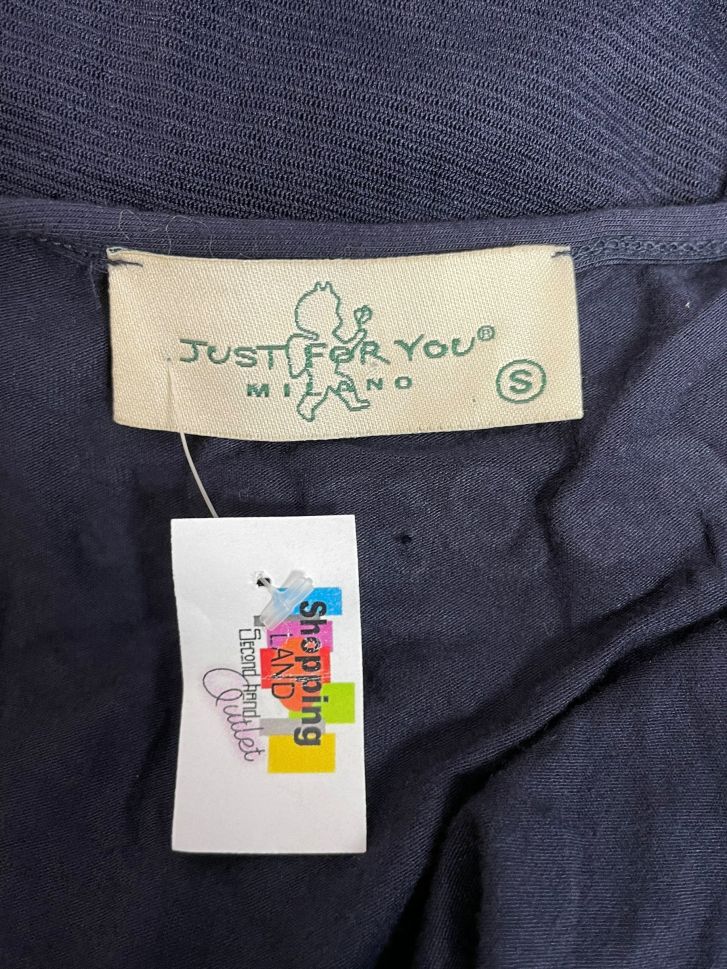 JUST FOR YOU®
MILANO
S
Shopping
LAND
Second hand
Outlet